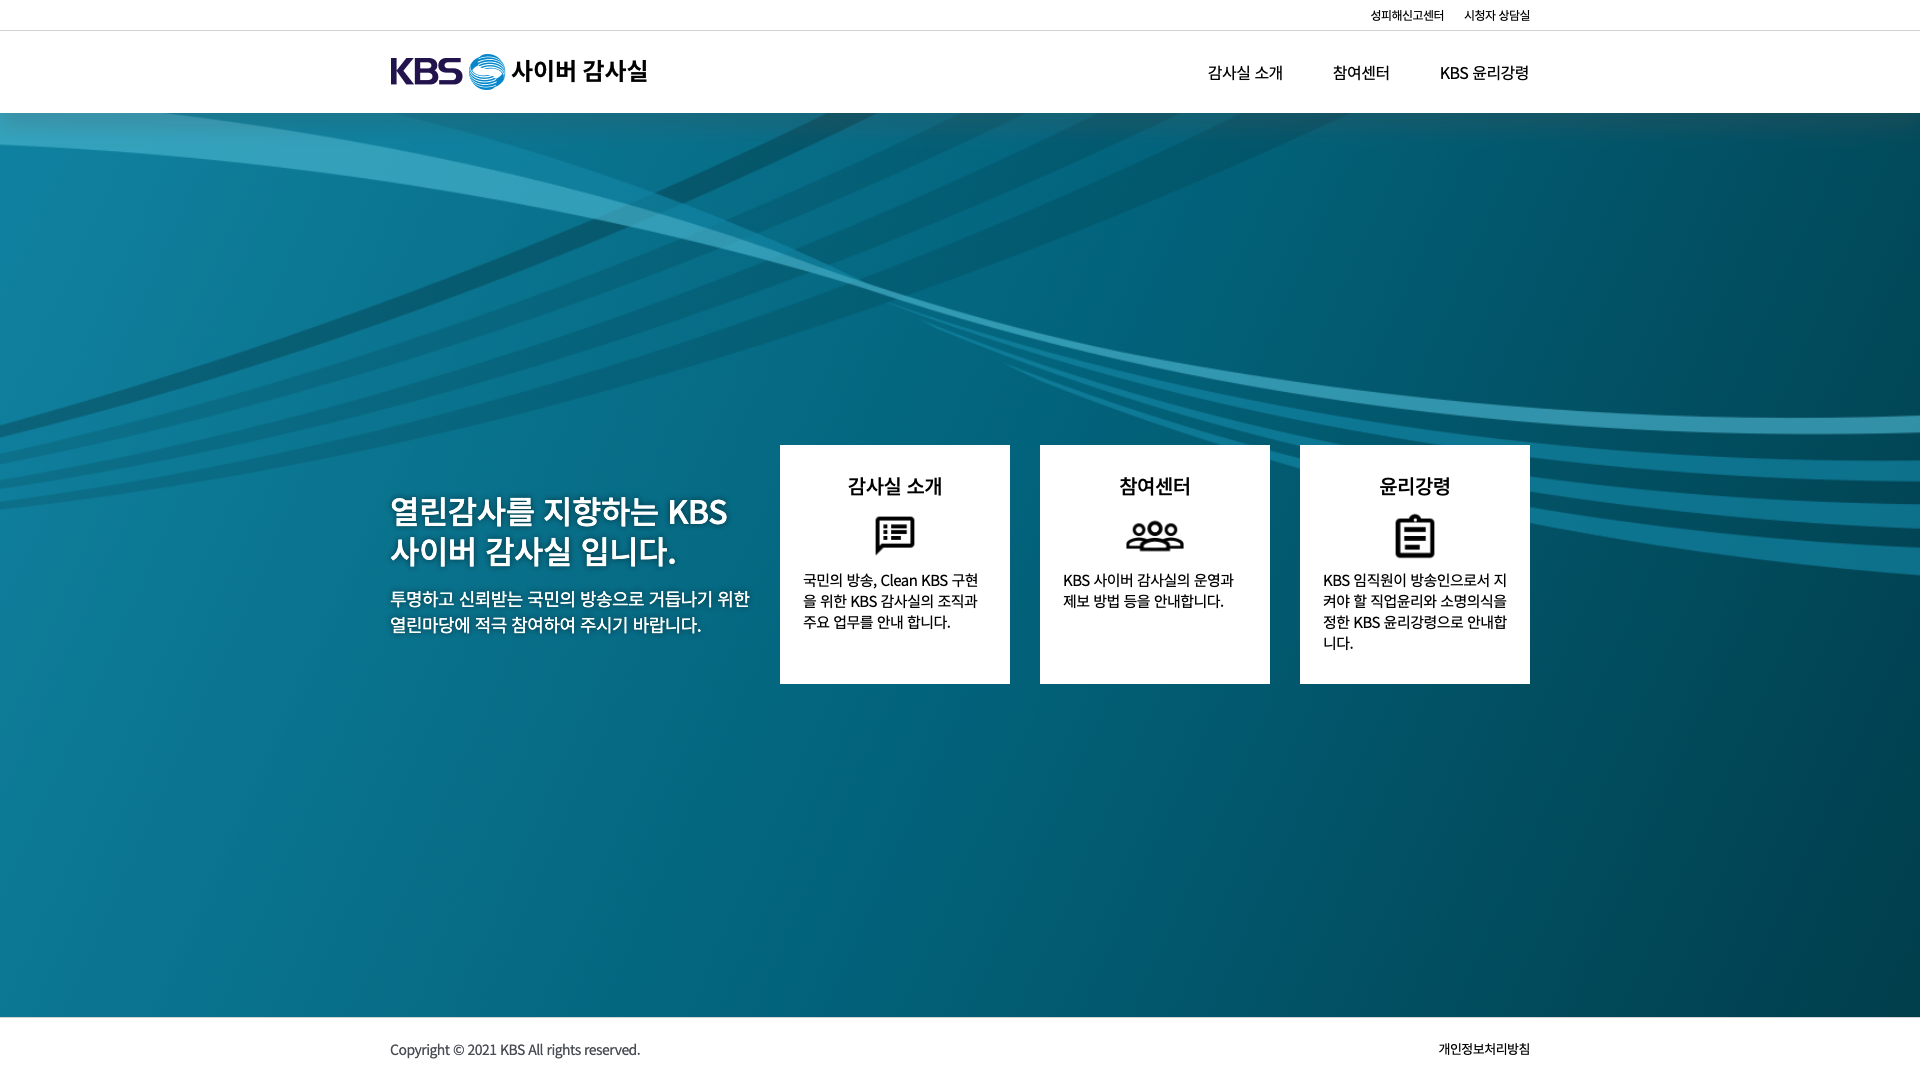 성피해신고센터 시청자 상담실
KBS 사이버 감사실
감사실 소개 참여센터 KBS 윤리강령
열린감사를 지향하는 KBS
사이버 감사실 입니다.
투명하고 신뢰받는 국민의 방송으로 거듭나기 위한
열린마당에 적극 참여하여 주시기 바랍니다.
감사실 소개
국민의 방송, Clean KBS 구현
을 위한 KBS 감사실의 조직과
주요 업무를 안내 합니다.
참여센터
KBS 사이버 감사실의 운영과
제보 방법 등을 안내합니다.
윤리강령
KBS 임직원이 방송인으로서 지
켜야 할 직업윤리와 소명의식을
정한 KBS 윤리강령으로 안내합
니다.
Copyright © 2021 KBS All rights reserved.
개인정보처리방침